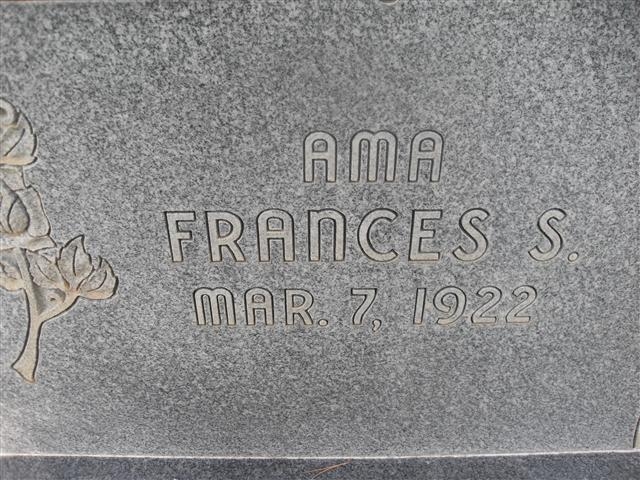 AMA
FRANCES S.
MAR. 7, 1922